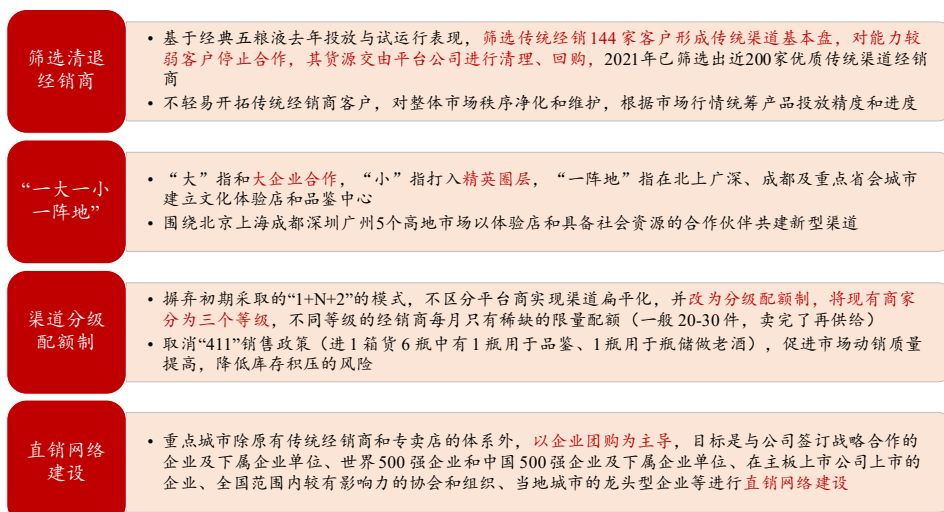 筛选清退
经销商
• 基于经典五粮液去年投放与试运行表现，筛选传统经销144家客户形成传统渠道基本盘，对能力较
弱客户停止合作，其货源交由平台公司进行清理、回购，2021年已筛选出近200家优质传统渠道经销
商
• 不轻易开拓传统经销商客户，对整体市场秩序净化和维护，根据市场行情统筹产品投放精度和进度
“一大一小
一阵地”
• “大”指和大企业合作，“小”指打入精英圈层，“一阵地”指在北上广深、成都及重点省会城市
建立文化体验店和品鉴中心
• 围绕北京上海成都深圳广州5个高地市场以体验店和具备社会资源的合作伙伴共建新型渠道
渠道分级
配额制
• 摒弃初期采取的“1+N+2”的模式，不区分平台商实现渠道扁平化，并改为分级配额制，将现有商家
分为三个等级，不同等级的经销商每月只有稀缺的限量配额（一般20-30件，卖完了再供给）
• 取消“411”销售政策（进1箱货6瓶中有1瓶用于品鉴、1瓶用于瓶储做老酒），促进市场动销质量
提高，降低库存积压的风险
直销网络
建设
• 重点城市除原有传统经销商和专卖店的体系外，以企业团购为主导，目标是与公司签订战略合作的
企业及下属企业单位、世界500强企业和中国500强企业及下属企业单位、在主板上市公司上市的
企业、全国范围内较有影响力的协会和组织、当地城市的龙头型企业等进行直销网络建设